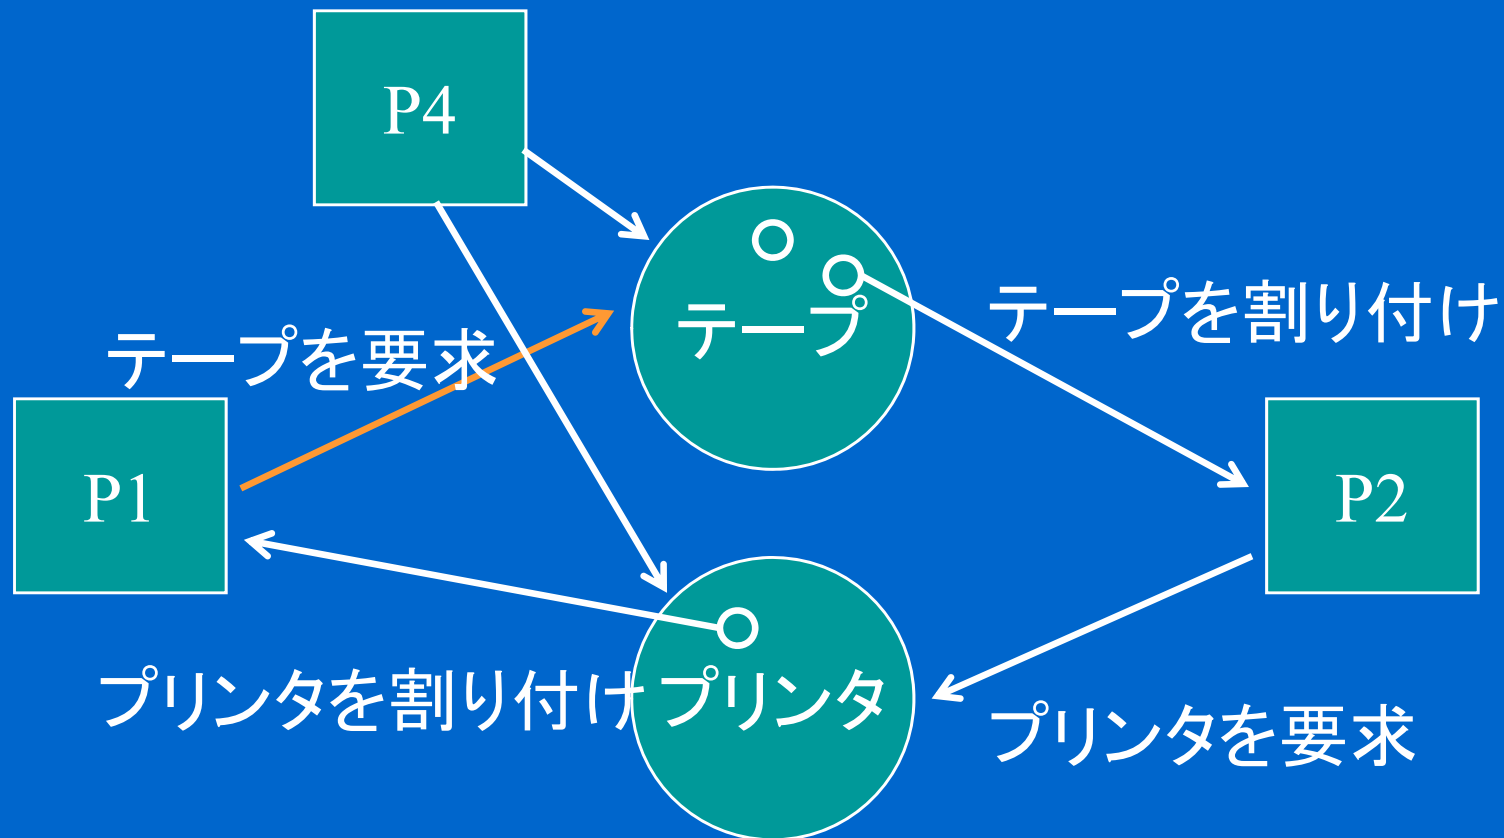 P4
テープ
テープを割り付け
テープを要求
P1
P2
プリンタを割り付け
プリンタ
プリンタを要求